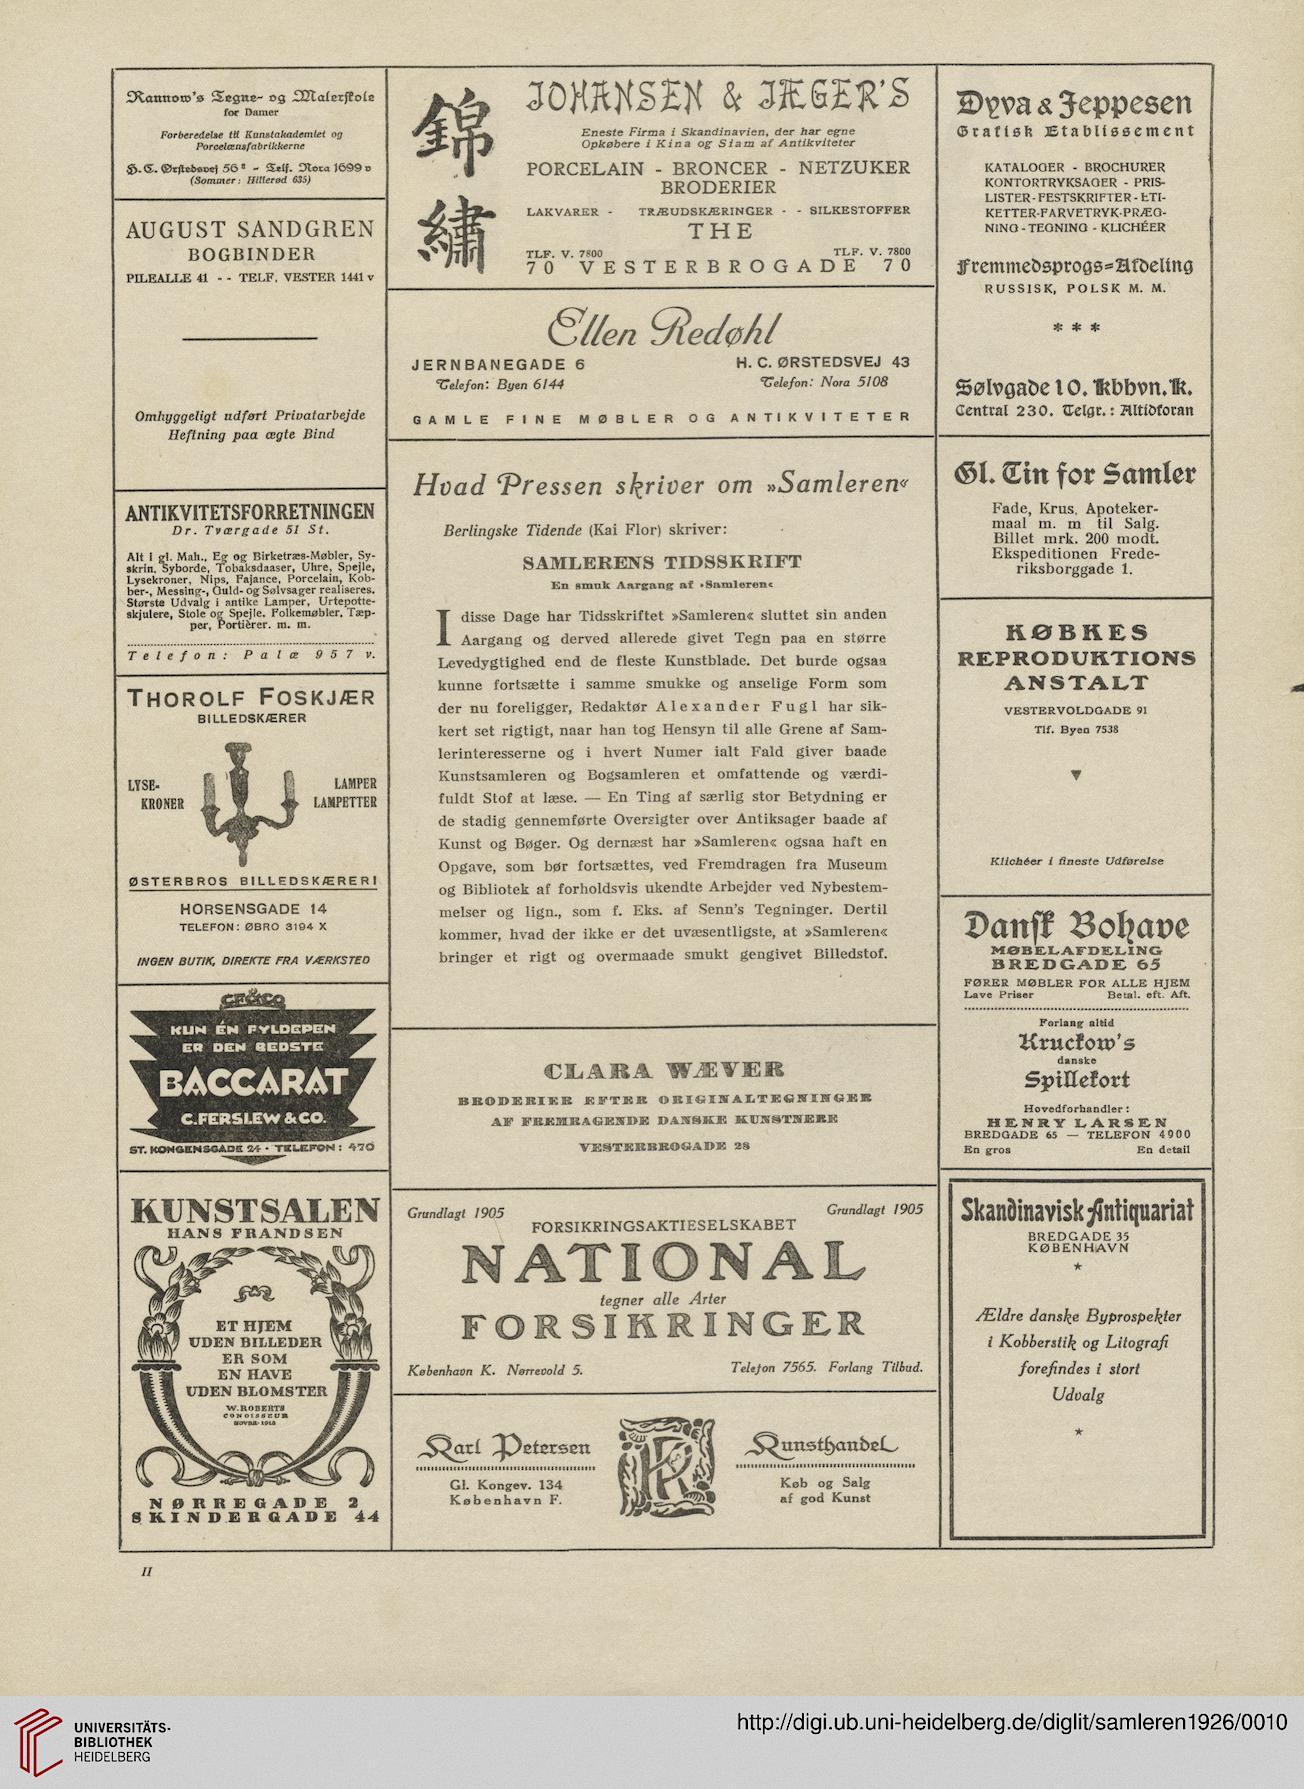 Rannow's Tegne- og Malerskole
for Damer
Forberedelse til Kunstakademiet og
Porcelænsfabrikkerne
H. C. Ørstedsvej 56⁸ - Telf. Nora 1699 v
(Sommer: Hillerød 635)
AUGUST SANDGREN
BOGBINDER
PILEALLE 41 - - TELF. VESTER 1441 v
Omhyggeligt udført Privatarbejde
Heftning paa ægte Bind
ANTIKVITETSFORRETNINGEN
Dr. Tværgade 51 St.
Alt i gl. Mah., Eg og Birketræs-Møbler, Sy-
skrin, Syborde, Tobaksdaaser, Uhre, Spejle,
Lysekroner, Nips, Fajance, Porcelain, Kob-
ber-, Messing-, Guld- og Sølvsager realiseres.
Største Udvalg i antike Lamper, Urtepotte-
skjulere, Stole og Spejle. Folkemøbler, Tæp-
per, Portièrer. m. m.
Telefon: Palæ 957 v.
THOROLF FOSKJÆR
BILLEDSKÆRER
LYSE-
KRONER
LAMPER
LAMPETTER
ØSTERBROS BILLEDSKÆRERI
HORSENSGADE 14
TELEFON: ØBRO 3194 X
INGEN BUTIK, DIREKTE FRA VÆRKSTED
CF&CO
KUN ÉN FYLDEPEN
ER DEN BEDSTE
BACCARAT
C. FERSLEW & CO.
ST. KONGENSGADE 24 · TELEFON: 470
KUNSTSALEN
HANS FRANDSEN
ET HJEM
UDEN BILLEDER
ER SOM
EN HAVE
UDEN BLOMSTER
W. ROBERTS
CONOISSEUR
NOVBR. 1918
NØRREGADE 2
SKINDERGADE 44
錦
繡
JOHANSEN & JÆGER'S
Eneste Firma i Skandinavien, der har egne
Opkøbere i Kina og Siam af Antikviteter
PORCELAIN - BRONCER - NETZUKER
BRODERIER
LAKVARER - TRÆUDSKÆRINGER - - SILKESTOFFER
THE
TLF. V. 7800 TLF. V. 7800
70 VESTERBROGADE 70
Ellen Redøhl
JERNBANEGADE 6 H. C. ØRSTEDSVEJ 43
Telefon: Byen 6144 Telefon: Nora 5108
GAMLE FINE MØBLER OG ANTIKVITETER
Hvad Pressen skriver om »Samleren«
Berlingske Tidende (Kai Flor) skriver:
SAMLERENS TIDSSKRIFT
En smuk Aargang af »Samleren«
I disse Dage har Tidsskriftet »Samleren« sluttet sin anden
Aargang og derved allerede givet Tegn paa en større
Levedygtighed end de fleste Kunstblade. Det burde ogsaa
kunne fortsætte i samme smukke og anselige Form som
der nu foreligger, Redaktør Alexander Fugl har sik-
kert set rigtigt, naar han tog Hensyn til alle Grene af Sam-
lerinteresserne og i hvert Numer ialt Fald giver baade
Kunstsamleren og Bogsamleren et omfattende og værdi-
fuldt Stof at læse. — En Ting af særlig stor Betydning er
de stadig gennemførte Oversigter over Antiksager baade af
Kunst og Bøger. Og dernæst har »Samleren« ogsaa haft en
Opgave, som bør fortsættes, ved Fremdragen fra Museum
og Bibliotek af forholdsvis ukendte Arbejder ved Nybestem-
melser og lign., som f. Eks. af Senn's Tegninger. Dertil
kommer, hvad der ikke er det uvæsentligste, at »Samleren«
bringer et rigt og overmaade smukt gengivet Billedstof.
CLARA WÆVER
BRODERIER EFTER ORIGINALTEGNINGER
AF FREMRAGENDE DANSKE KUNSTNERE
VESTERBROGADE 28
Grundlagt 1905 Grundlagt 1905
FORSIKRINGSAKTIESELSKABET
NATIONAL
tegner alle Arter
FORSIKRINGER
København K. Nørrevold 5. Telefon 7565. Forlang Tilbud.
Karl Petersen
Gl. Kongev. 134
København F.
Kunsthandel
Køb og Salg
af god Kunst
Dyva & Jeppesen
Grafisk Etablissement
KATALOGER - BROCHURER
KONTORTRYKSAGER - PRIS-
LISTER - FESTSKRIFTER - ETI-
KETTER - FARVETRYK - PRÆG-
NING - TEGNING - KLICHÉER
Fremmedsprogs-Afdeling
RUSSISK, POLSK M. M.
* * *
Sølvgade 10. Kbhvn. K.
Central 230. Telgr.: Altidforan
Gl. Tin for Samler
Fade, Krus, Apoteker-
maal m. m til Salg.
Billet mrk. 200 modt.
Ekspeditionen Frede-
riksborggade 1.
KØBKES
REPRODUKTIONS
ANSTALT
VESTERVOLDGADE 91
Tlf. Byen 7538
Klichéer i fineste Udførelse
Dansk Bohave
MØBELAFDELING
BREDGADE 65
FØRER MØBLER FOR ALLE HJEM
Lave Priser Betal. eft. Aft.
Forlang altid
Kruckow's
danske
Spillekort
Hovedforhandler:
HENRY LARSEN
BREDGADE 65 — TELEFON 4900
En gros En detail
Skandinavisk Antiquariat
BREDGADE 35
KØBENHAVN
*
Ældre danske Byprospekter
i Kobberstik og Litografi
forefindes i stort
Udvalg
*
II
UNIVERSITÄTS-
BIBLIOTHEK
HEIDELBERG
http://digi.ub.uni-heidelberg.de/diglit/samleren1926/0010